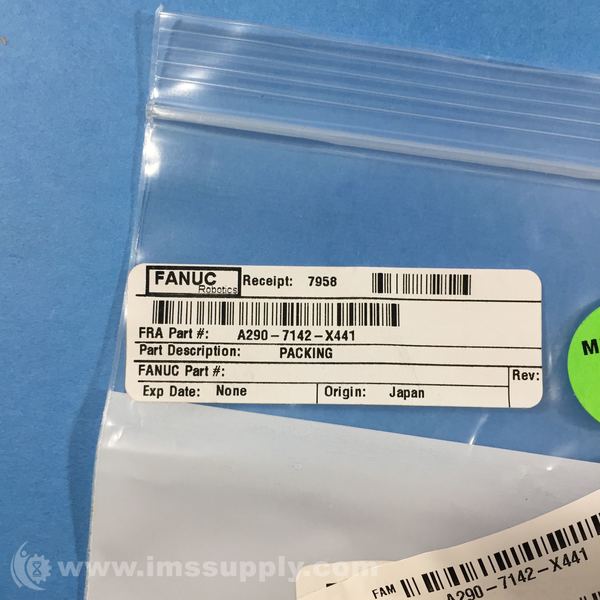 FANUC Robotics Receipt: 7958
FRA Part #: A290-7142-X441
Part Description: PACKING
FANUC Part #:
Rev:
Exp Date: None Origin: Japan
FAM
A290-7142-X441
www.imssupply.com